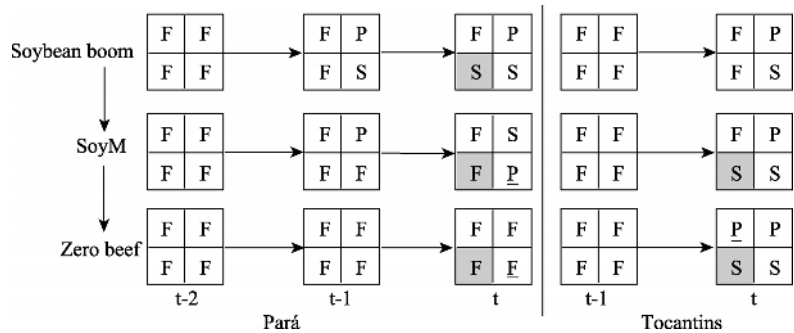 F F F P F P F F F P
Soybean boom
F F F S S S F F F S
F F F P F S F F F P
SoyM
F F F F F P F F S S
F F F F F F F F P P
Zero beef
F F F F F F F F S S
t-2 t-1 t t-1 t
Pará Tocantins